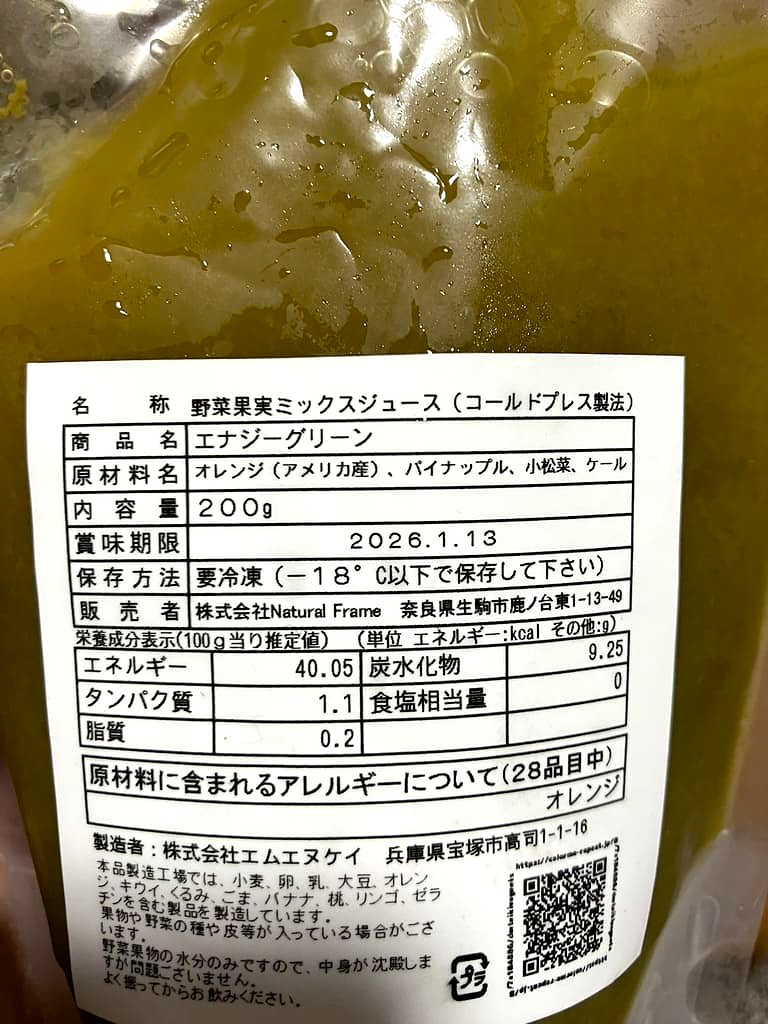 名称 野菜果実ミックスジュース（コールドプレス製法）
商品名 エナジーグリーン
原材料名 オレンジ（アメリカ産）、パイナップル、小松菜、ケール
内容量 200g
賞味期限 2026.1.13
保存方法 要冷凍（－18°C以下で保存して下さい）
販売者 株式会社Natural Frame 奈良県生駒市鹿ノ台東1-13-49
栄養成分表示(100g当り推定値) （単位 エネルギー:kcal その他:g)
エネルギー 40.05 炭水化物 9.25
タンパク質 1.1 食塩相当量 0
脂質 0.2
原材料に含まれるアレルギーについて(28品目中)
オレンジ
製造者：株式会社エムエヌケイ 兵庫県宝塚市高司1-1-16
本品製造工場では、小麦、卵、乳、大豆、オレン
ジ、キウイ、くるみ、ごま、バナナ、桃、リンゴ、ゼラ
チンを含む製品を製造しています。
果物や野菜の種や皮等が入っている場合がござ
います。
野菜果物の水分のみですので、中身が沈殿しま
すが問題ございません。
よく振ってからお飲みください。
プラ
https://colorme-repeat.jp/@